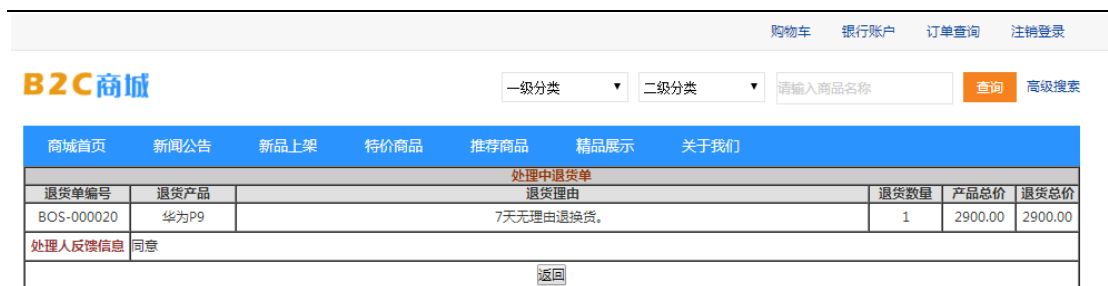 购物车 银行账户 订单查询 注销登录
B2C商城 一级分类 二级分类 请输入商品名称 查询 高级搜索
商城首页 新闻公告 新品上架 特价商品 推荐商品 精品展示 关于我们
处理中退货单
退货单编号 退货产品 退货理由 退货数量 产品总价 退货总价
BOS-000020 华为P9 7天无理由退换货。 1 2900.00 2900.00
处理人反馈信息 同意
返回